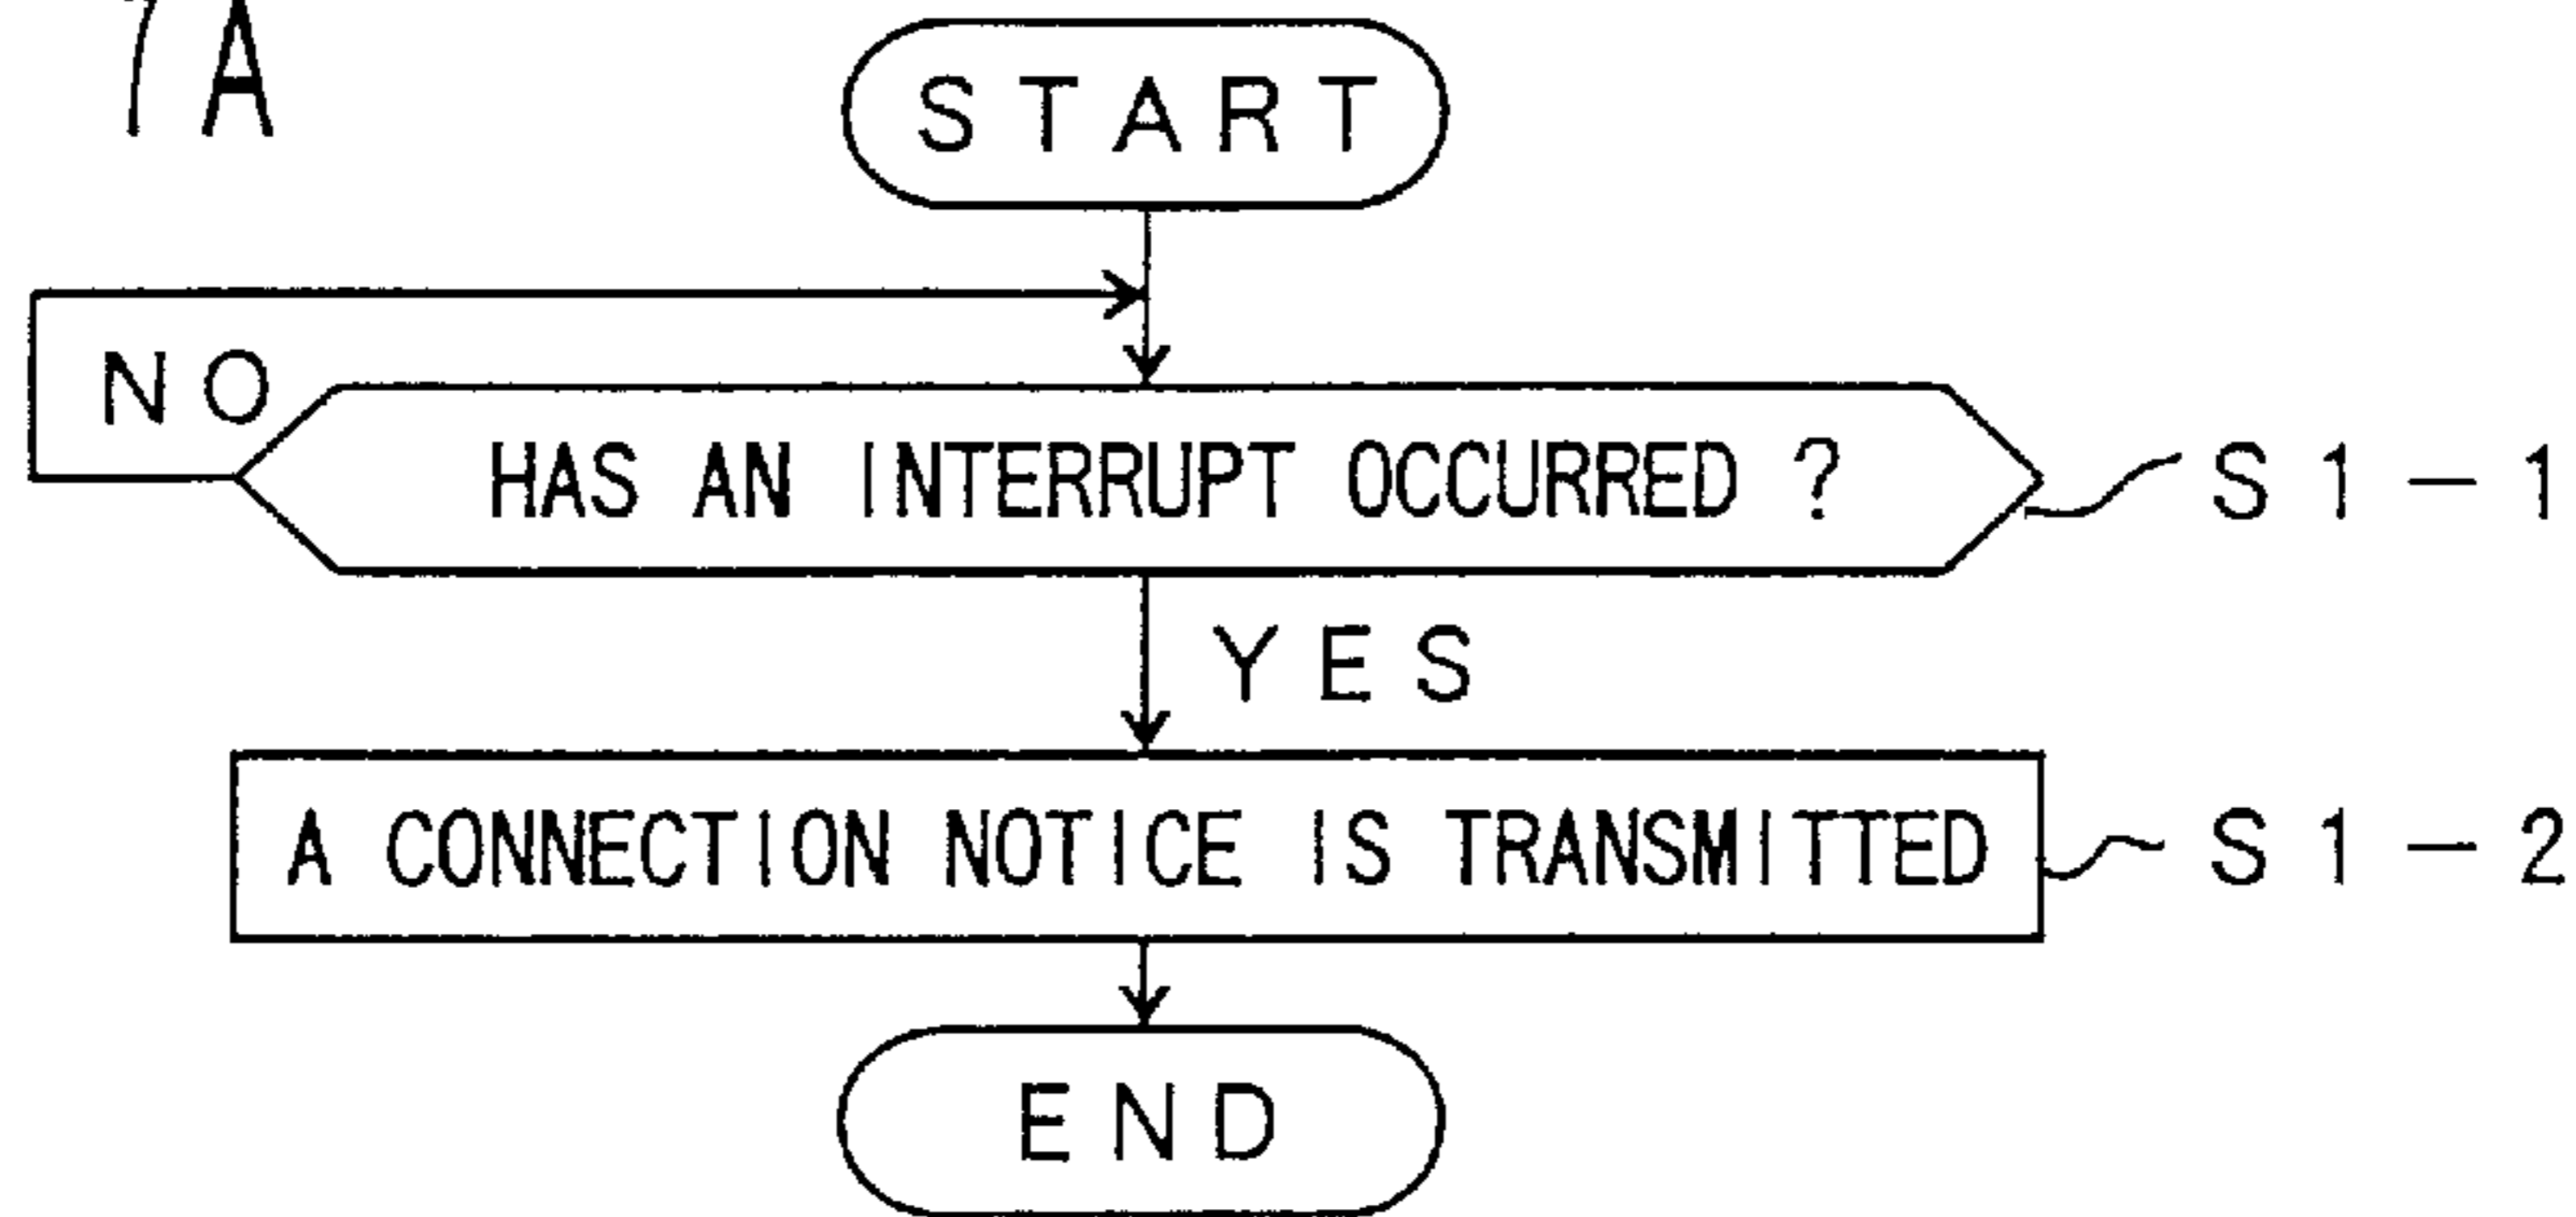 7A
START
NO
HAS AN INTERRUPT OCCURRED ? S1-1
YES
A CONNECTION NOTICE IS TRANSMITTED S1-2
END